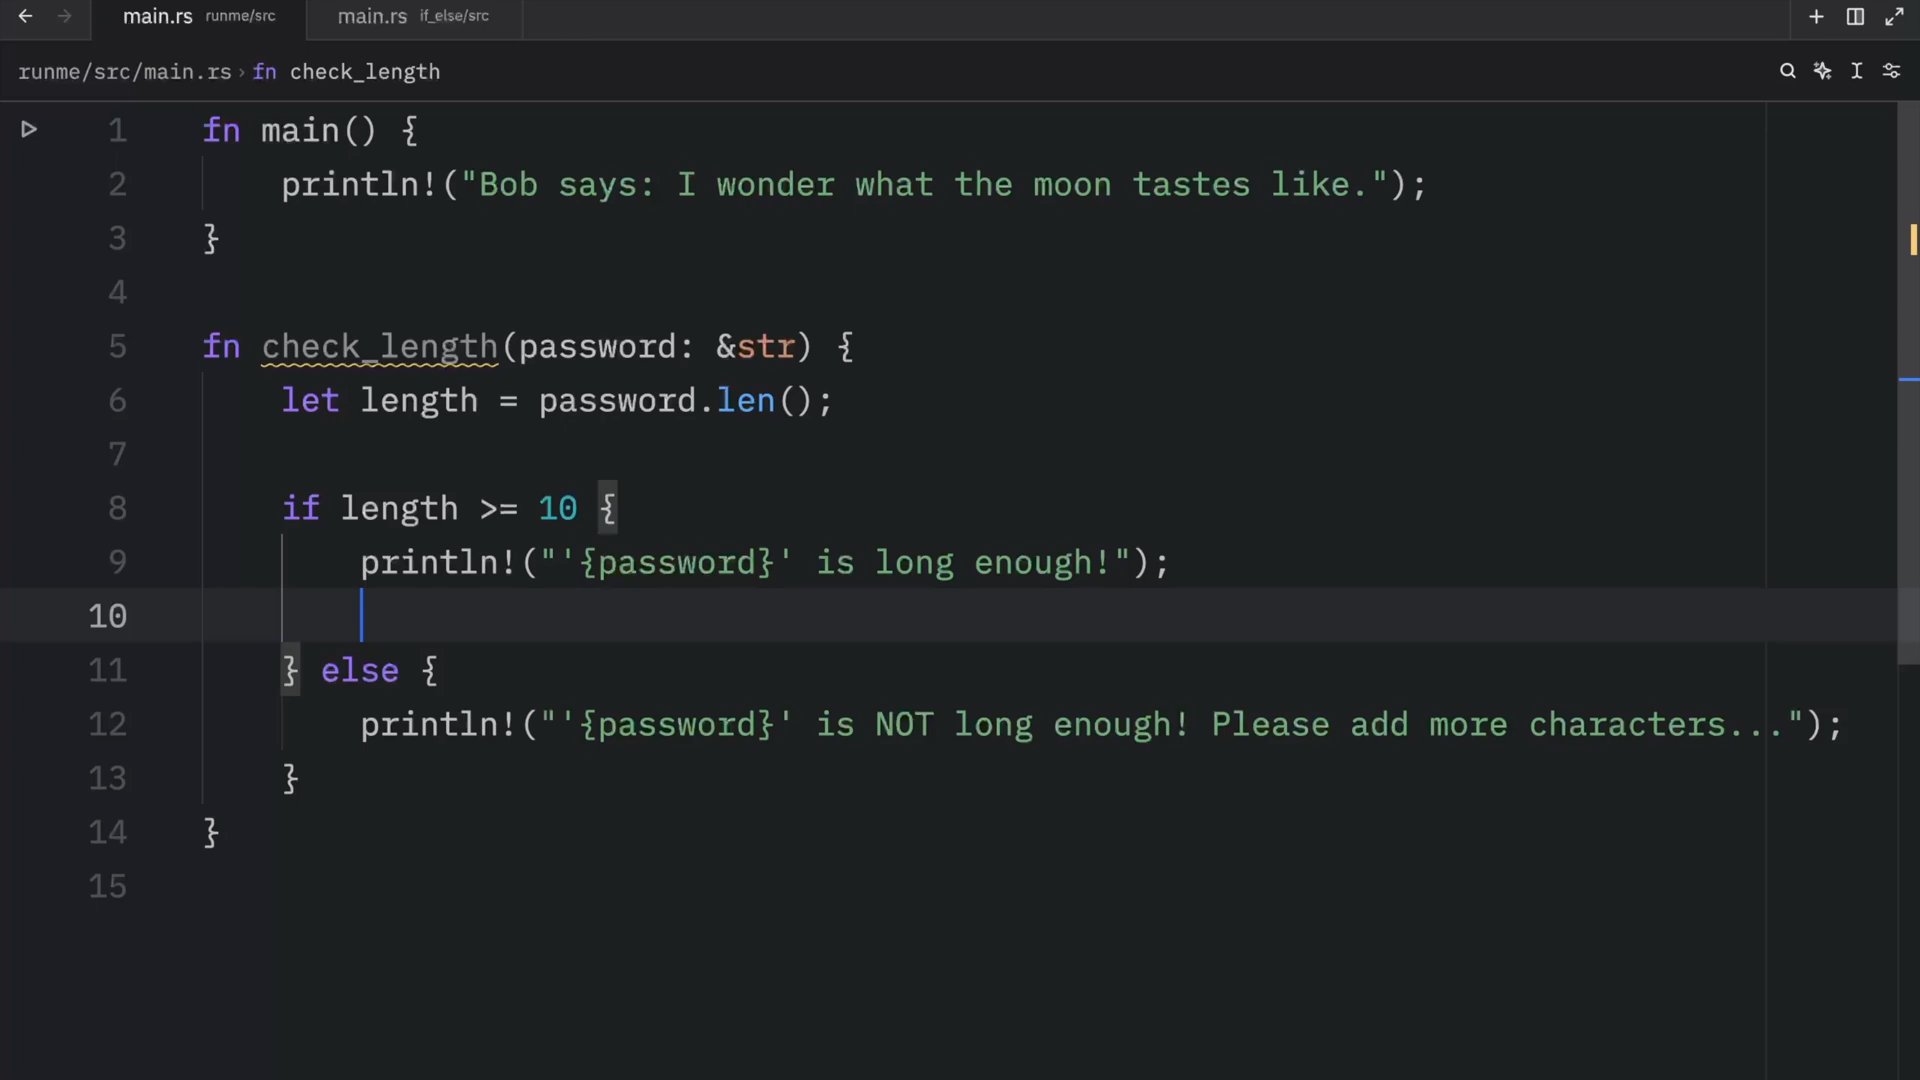 main.rs runme/src main.rs if_else/src
runme/src/main.rs › fn check_length
1 fn main() {
2 println!("Bob says: I wonder what the moon tastes like.");
3 }
4
5 fn check_length(password: &str) {
6 let length = password.len();
7
8 if length >= 10 {
9 println!("'{password}' is long enough!");
10
11 } else {
12 println!("'{password}' is NOT long enough! Please add more characters...");
13 }
14 }
15